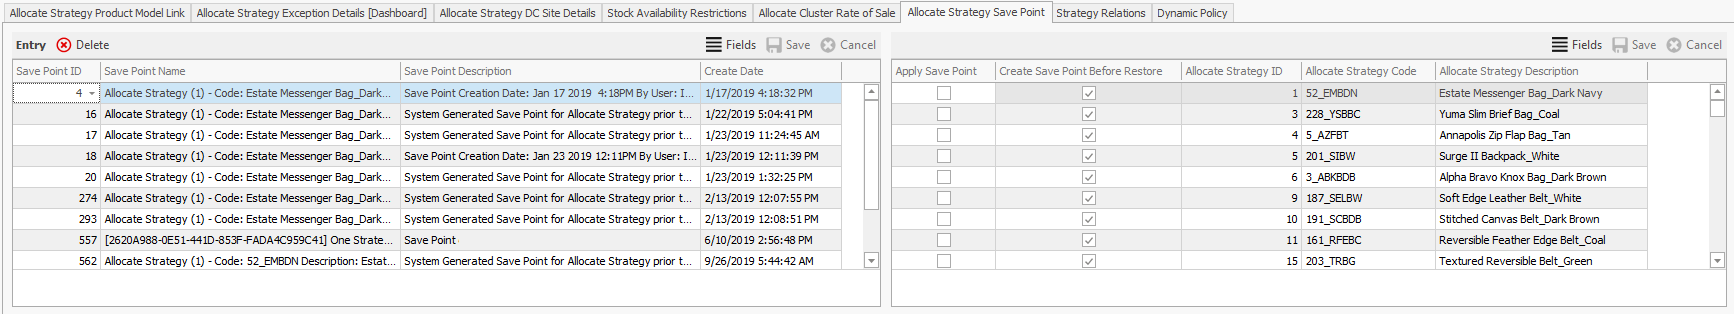 Allocate Strategy Product Model Link Allocate Strategy Exception Details [Dashboard] Allocate Strategy DC Site Details Stock Availability Restrictions Allocate Cluster Rate of Sale Allocate Strategy Save Point Strategy Relations Dynamic Policy
Entry Delete Fields Save Cancel
Save Point ID Save Point Name Save Point Description Create Date
4 Allocate Strategy (1) - Code: Estate Messenger Bag_Dark... Save Point Creation Date: Jan 17 2019 4:18PM By User: I... 1/17/2019 4:18:32 PM
16 Allocate Strategy (1) - Code: Estate Messenger Bag_Dark... System Generated Save Point for Allocate Strategy prior t... 1/22/2019 5:04:41 PM
17 Allocate Strategy (1) - Code: Estate Messenger Bag_Dark... System Generated Save Point for Allocate Strategy prior t... 1/23/2019 11:24:45 AM
18 Allocate Strategy (1) - Code: Estate Messenger Bag_Dark... Save Point Creation Date: Jan 23 2019 12:11PM By User: I... 1/23/2019 12:11:39 PM
20 Allocate Strategy (1) - Code: Estate Messenger Bag_Dark... System Generated Save Point for Allocate Strategy prior t... 1/23/2019 1:32:25 PM
274 Allocate Strategy (1) - Code: Estate Messenger Bag_Dark... System Generated Save Point for Allocate Strategy prior t... 2/13/2019 12:07:55 PM
293 Allocate Strategy (1) - Code: Estate Messenger Bag_Dark... System Generated Save Point for Allocate Strategy prior t... 2/13/2019 12:08:51 PM
557 [2620A988-0E51-441D-853F-FADA4C959C41] One Strate... Save Point 6/10/2019 2:56:48 PM
562 Allocate Strategy (1) - Code: 52_EMBDN Description: Estat... System Generated Save Point for Allocate Strategy prior t... 9/26/2019 5:44:42 AM
Fields Save Cancel
Apply Save Point Create Save Point Before Restore Allocate Strategy ID Allocate Strategy Code Allocate Strategy Description
1 52_EMBDN Estate Messenger Bag_Dark Navy
3 228_YSBBC Yuma Slim Brief Bag_Coal
4 5_AZFBT Annapolis Zip Flap Bag_Tan
5 201_SIBW Surge II Backpack_White
6 3_ABKBDB Alpha Bravo Knox Bag_Dark Brown
9 187_SELBW Soft Edge Leather Belt_White
10 191_SCBDB Stitched Canvas Belt_Dark Brown
11 161_RFEBC Reversible Feather Edge Belt_Coal
15 203_TRBG Textured Reversible Belt_Green